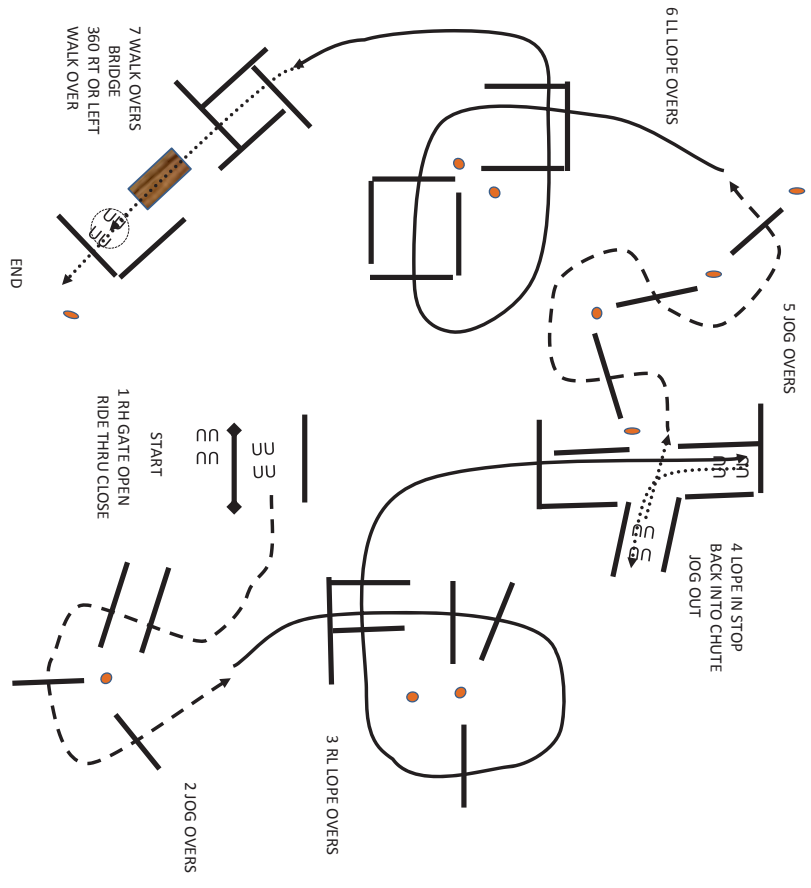 START
1 RH GATE OPEN
RIDE THRU CLOSE
2 JOG OVERS
3 RL LOPE OVERS
4 LOPE IN STOP
BACK INTO CHUTE
JOG OUT
5 JOG OVERS
6 LL LOPE OVERS
7 WALK OVERS
BRIDGE
360 RT OR LEFT
WALK OVER
END